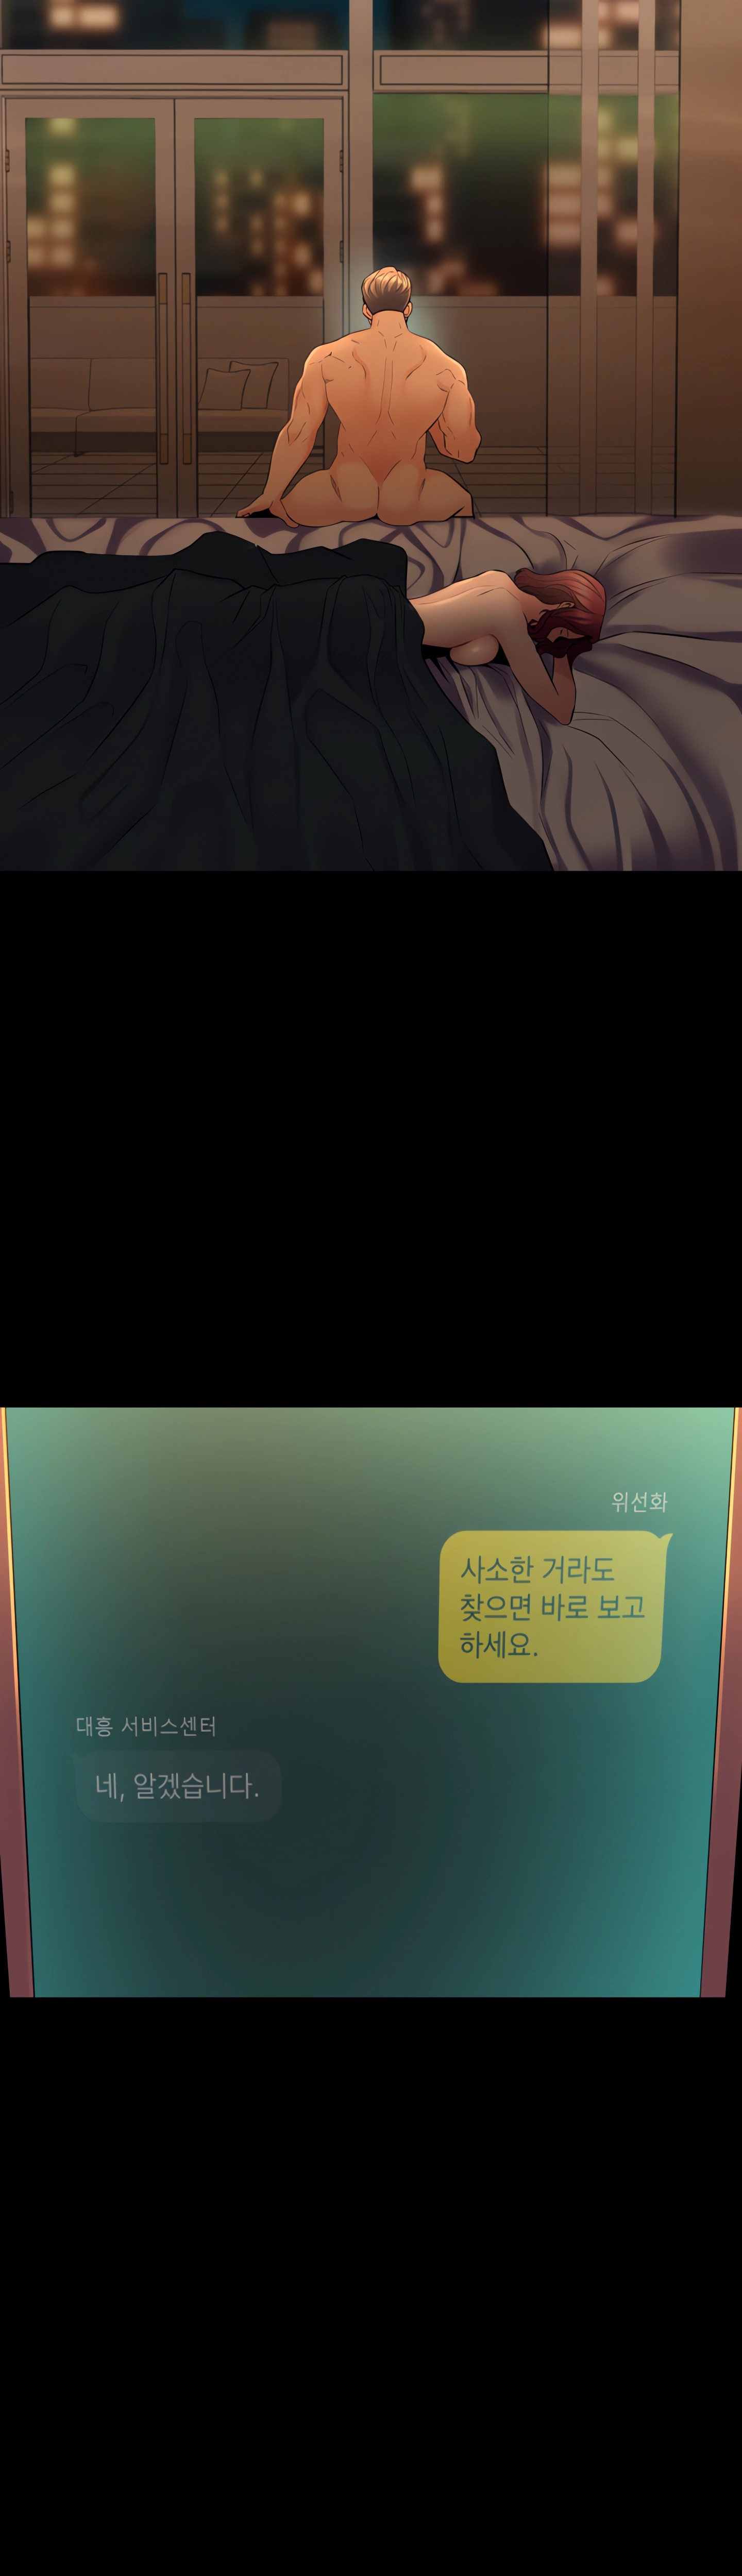 위선화
사소한 거라도
찾으면 바로 보고
하세요.
대흥 서비스센터
네, 알겠습니다.